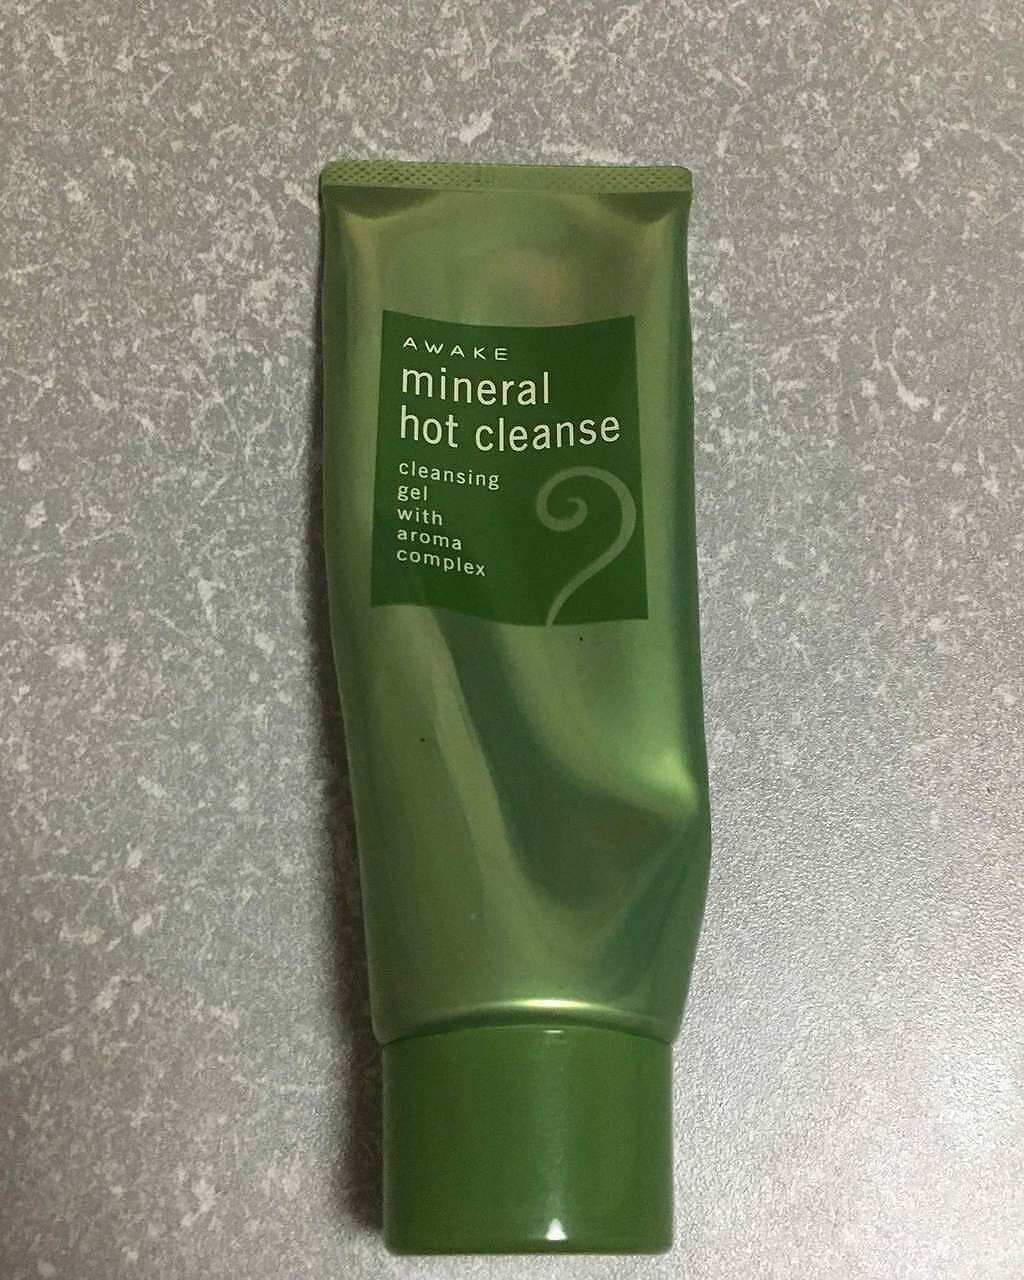 AWAKE
mineral
hot cleanse
cleansing
gel
with
aroma
complex